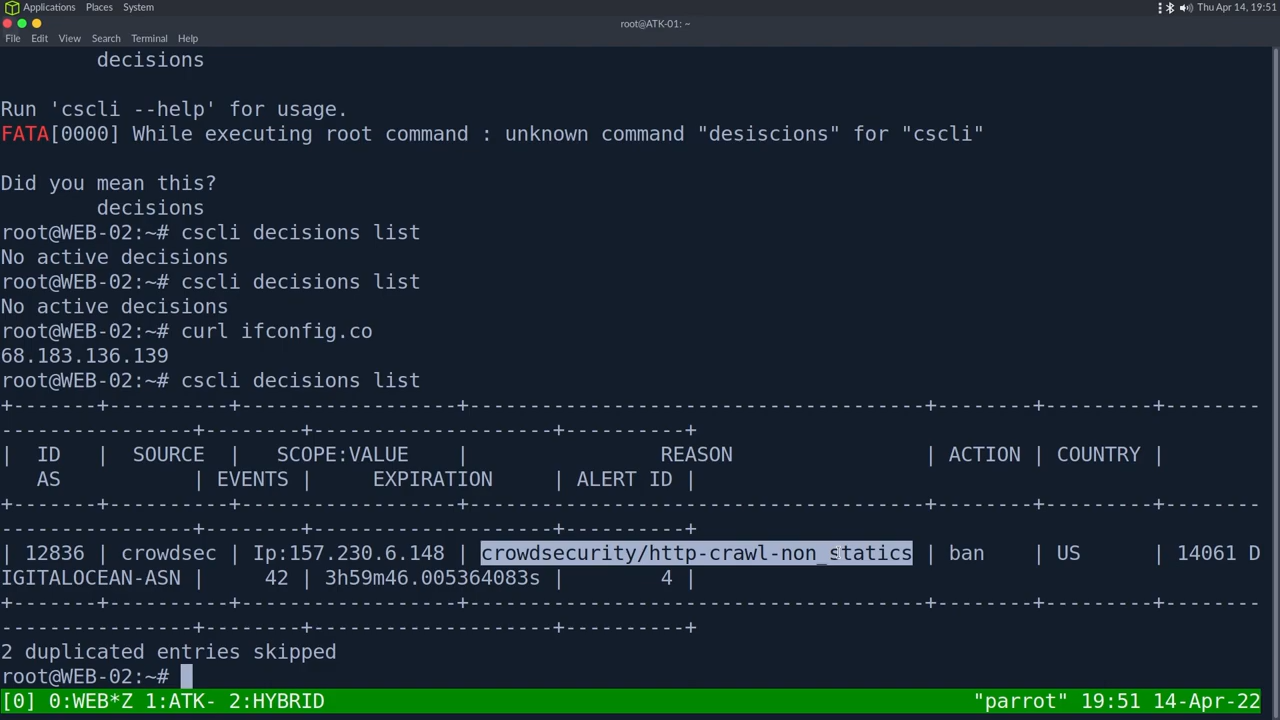 Applications Places System Thu Apr 14, 19:51
root@ATK-01: ~
File Edit View Search Terminal Help
decisions
Run 'cscli --help' for usage.
FATA[0000] While executing root command : unknown command "desiscions" for "cscli"
Did you mean this?
decisions
root@WEB-02:~# cscli decisions list
No active decisions
root@WEB-02:~# cscli decisions list
No active decisions
root@WEB-02:~# curl ifconfig.co
68.183.136.139
root@WEB-02:~# cscli decisions list
+-------+----------+------------------+--------------------------------------+--------+---------+--------
----------------+--------+--------------------+----------+
|  ID   |  SOURCE  |   SCOPE:VALUE    |                REASON                | ACTION | COUNTRY |
   AS           | EVENTS |     EXPIRATION     | ALERT ID |
+-------+----------+------------------+--------------------------------------+--------+---------+--------
----------------+--------+--------------------+----------+
| 12836 | crowdsec | Ip:157.230.6.148 | crowdsecurity/http-crawl-non_statics | ban    | US      | 14061 D
IGITALOCEAN-ASN |     42 | 3h59m46.005364083s |        4 |
+-------+----------+------------------+--------------------------------------+--------+---------+--------
----------------+--------+--------------------+----------+
2 duplicated entries skipped
root@WEB-02:~#
[0] 0:WEB*Z 1:ATK- 2:HYBRID "parrot" 19:51 14-Apr-22